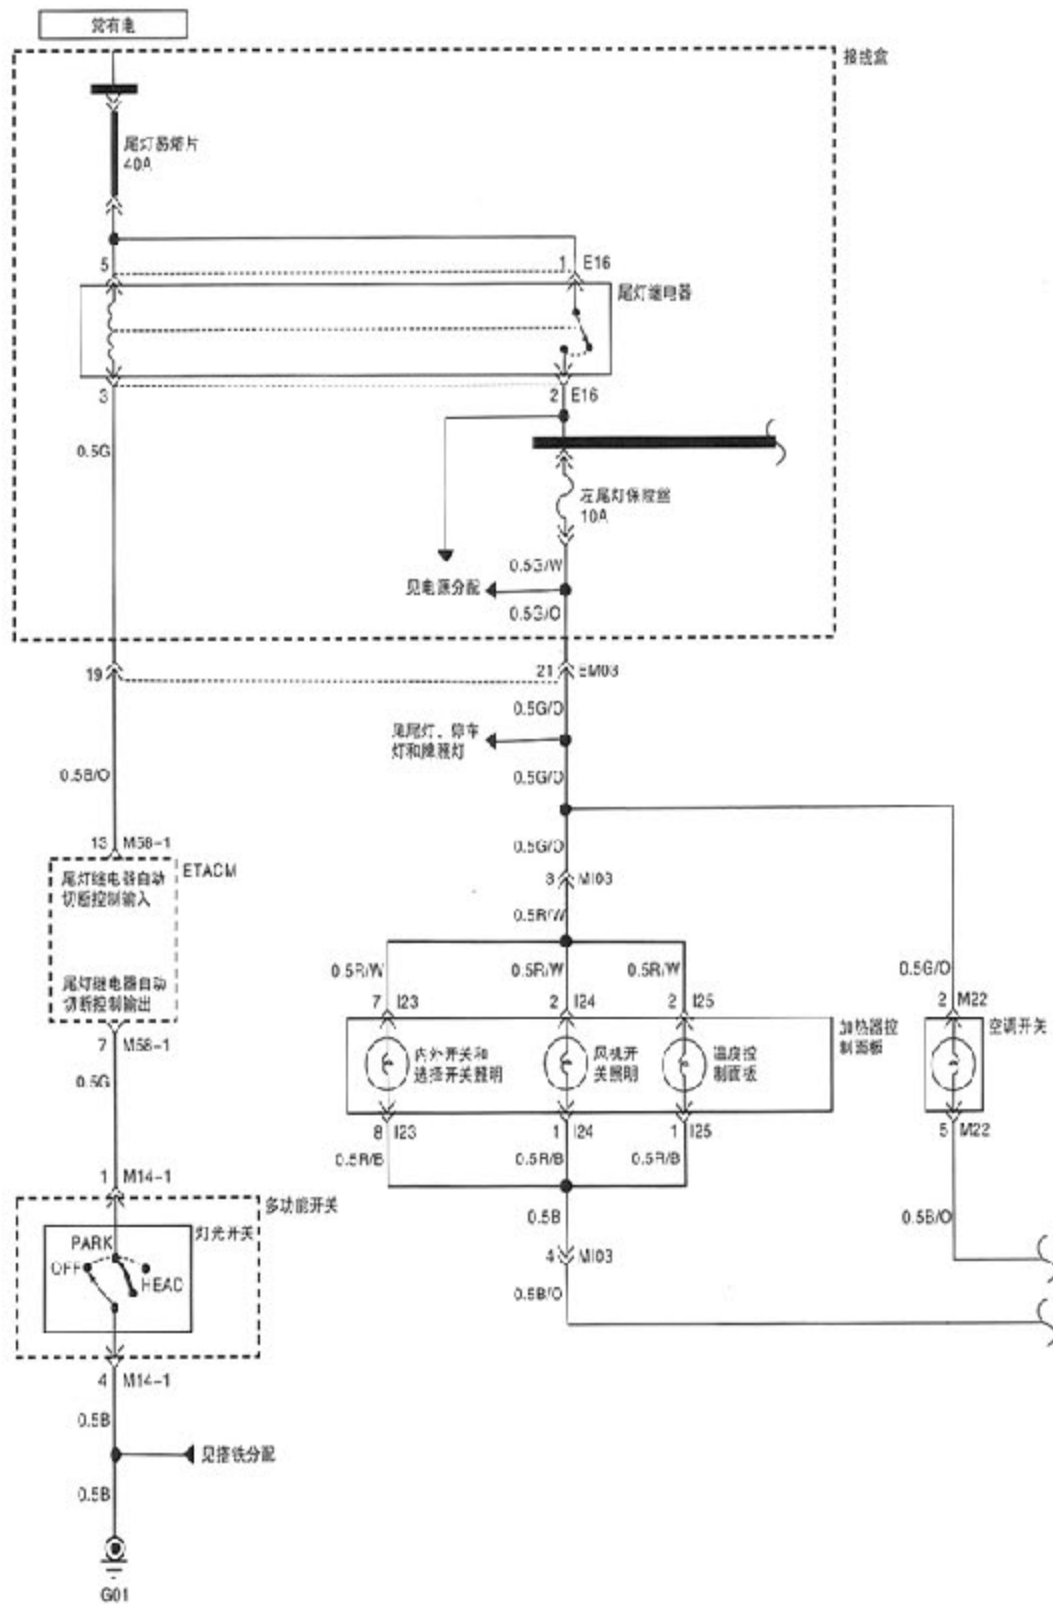 常有电
接线盒
尾灯易熔片
40A
5
1
E16
尾灯继电器
3
2
E16
0.5G
左尾灯保险丝
10A
0.5G/W
见电源分配
0.5G/O
19
21
EM03
0.5G/O
见尾灯、停车
灯和牌照灯
0.5B/O
0.5G/O
13
M58-1
0.5G/O
ETACM
尾灯继电器自动
切断控制输入
3
MI03
0.5R/W
尾灯继电器自动
切断控制输出
0.5R/W
0.5R/W
0.5R/W
0.5G/O
7
I23
2
I24
2
I25
2
M22
7
M58-1
加热器控
制面板
空调开关
内外开关和
选择开关照明
风机开
关照明
温度控
制面板
0.5G
8
I23
1
I24
1
I25
5
M22
0.5R/B
0.5R/B
0.5R/B
1
M14-1
多功能开关
灯光开关
0.5B
0.5B/O
PARK
OFF
HEAD
4
MI03
0.5B/O
4
M14-1
0.5B
见搭铁分配
0.5B
G01